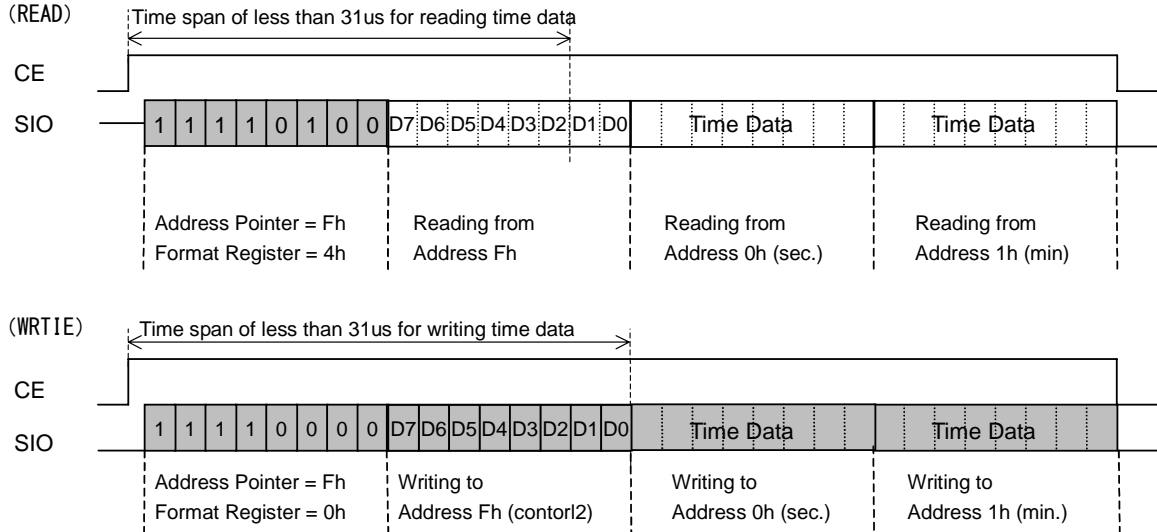 (READ)
Time span of less than 31us for reading time data
CE
SIO
1 1 1 1 0 1 0 0 D7 D6 D5 D4 D3 D2 D1 D0 Time Data Time Data
Address Pointer = Fh Reading from Reading from Reading from
Format Register = 4h Address Fh Address 0h (sec.) Address 1h (min)
(WRTIE)
Time span of less than 31us for writing time data
CE
SIO
1 1 1 1 0 0 0 0 D7 D6 D5 D4 D3 D2 D1 D0 Time Data Time Data
Address Pointer = Fh Writing to Writing to Writing to
Format Register = 0h Address Fh (contorl2) Address 0h (sec.) Address 1h (min.)